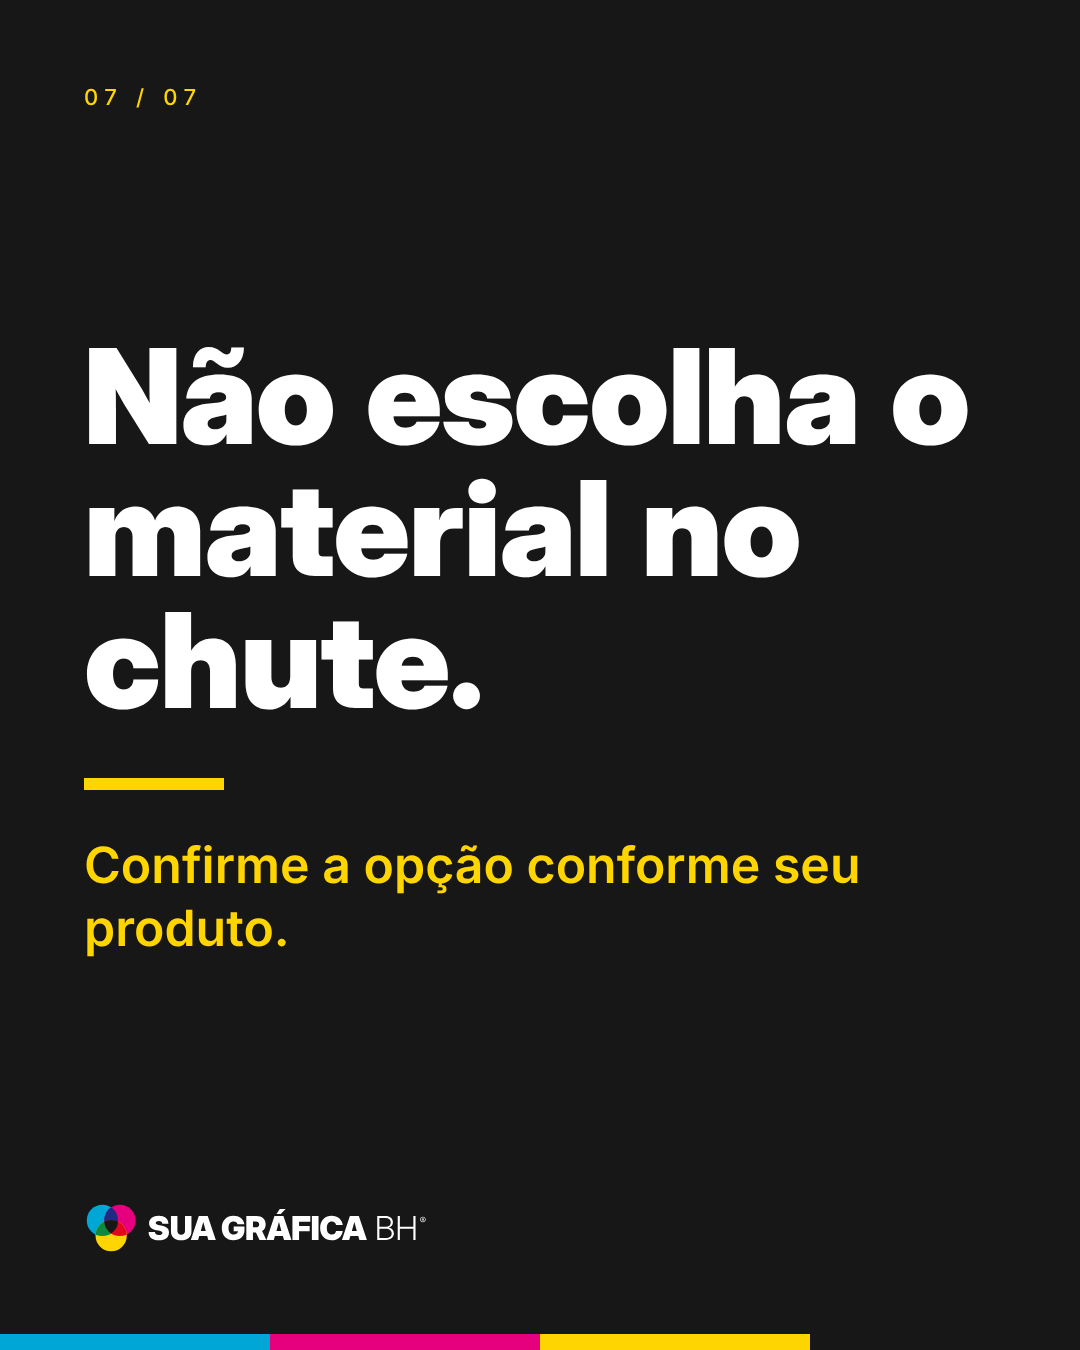 07 / 07
Não escolha o
material no
chute.
Confirme a opção conforme seu
produto.
SUA GRÁFICA BH®